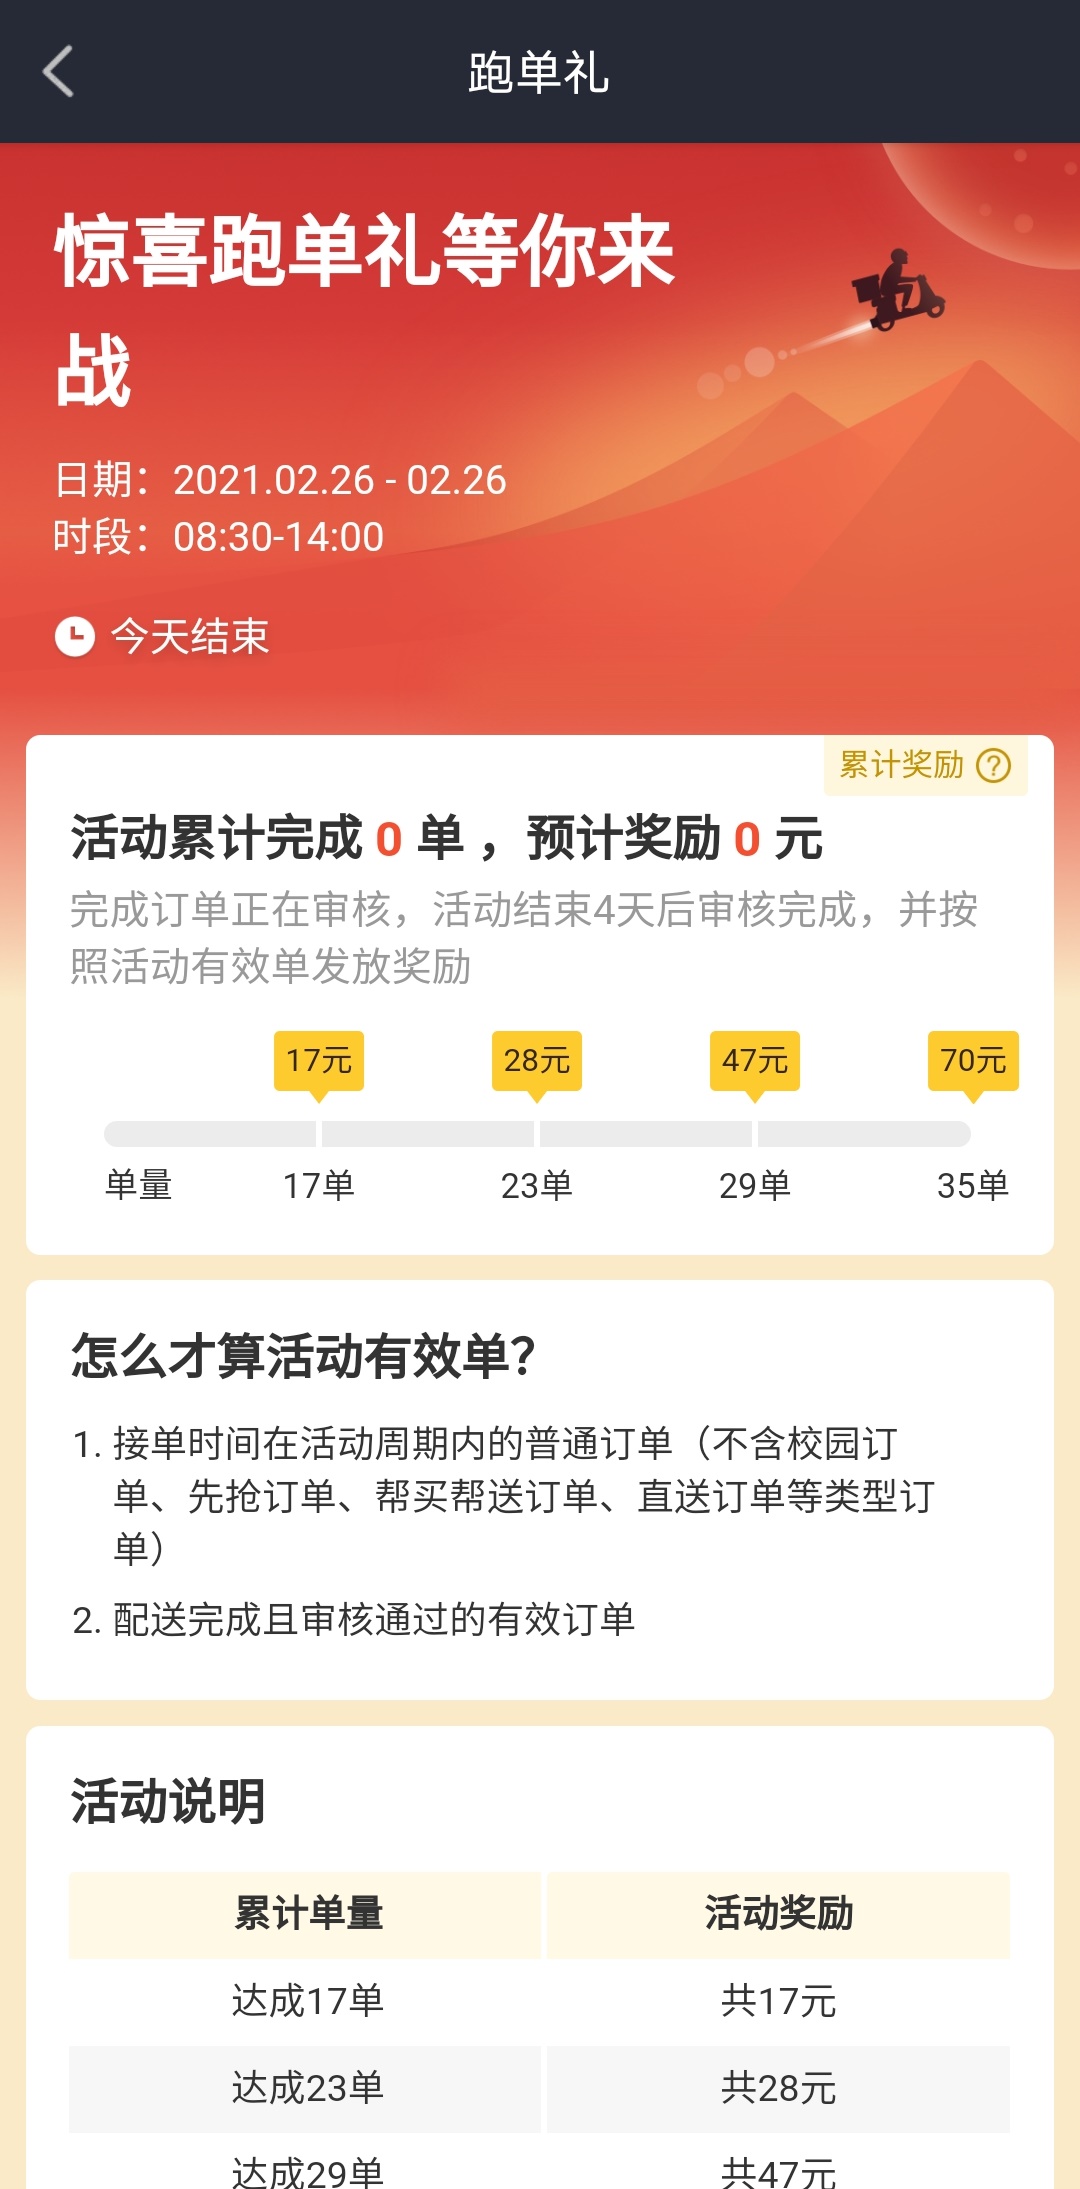 跑单礼
惊喜跑单礼等你来
战
日期：2021.02.26 - 02.26
时段：08:30-14:00
今天结束
累计奖励 ?
活动累计完成 0 单 ，预计奖励 0 元
完成订单正在审核，活动结束4天后审核完成，并按
照活动有效单发放奖励
17元 28元 47元 70元
单量 17单 23单 29单 35单
怎么才算活动有效单？
1. 接单时间在活动周期内的普通订单（不含校园订
单、先抢订单、帮买帮送订单、直送订单等类型订
单）
2. 配送完成且审核通过的有效订单
活动说明
累计单量 活动奖励
达成17单 共17元
达成23单 共28元
达成29单 共47元